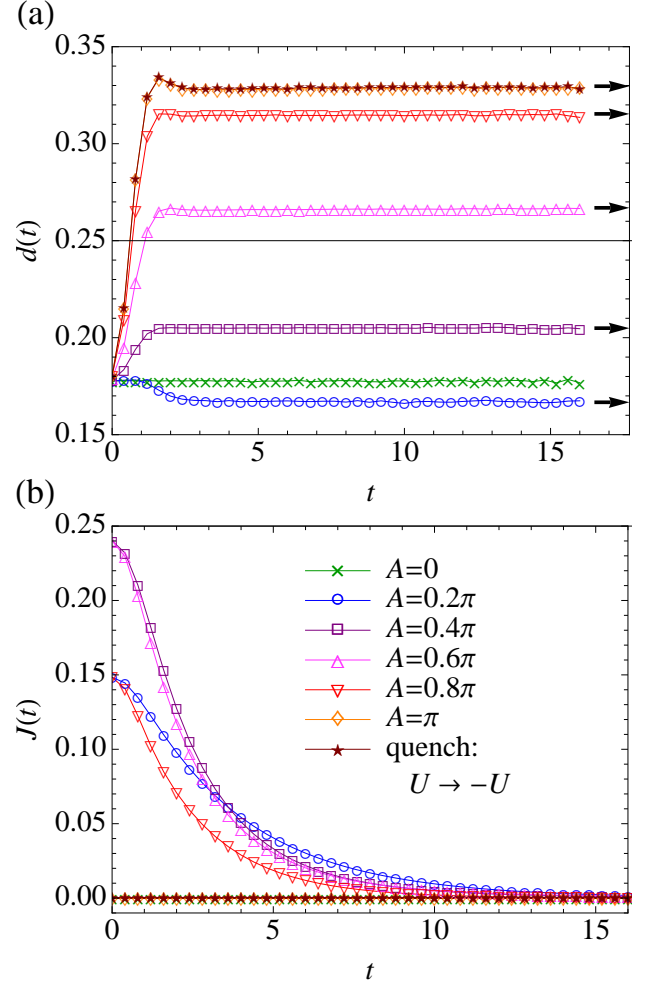 (a)
0.35
0.30
0.25
0.20
0.15
d(t)
0 5 10 15
t
(b)
0.25
0.20
0.15
0.10
0.05
0.00
J(t)
A=0
A=0.2π
A=0.4π
A=0.6π
A=0.8π
A=π
quench:
U → −U
0 5 10 15
t